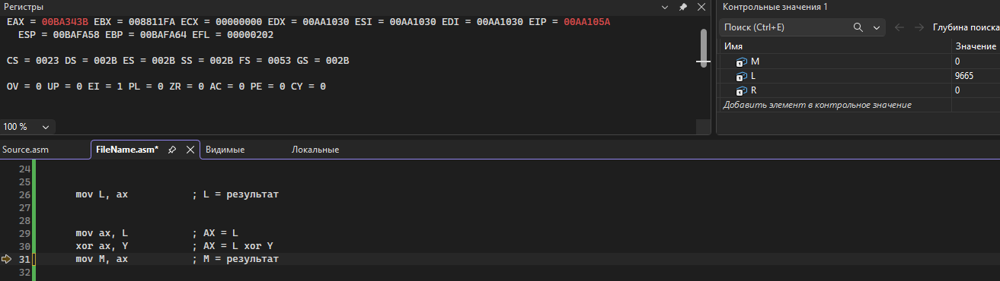 Регистры
EAX = 00BA343B EBX = 008811FA ECX = 00000000 EDX = 00AA1030 ESI = 00AA1030 EDI = 00AA1030 EIP = 00AA105A
ESP = 00BAFA58 EBP = 00BAFA64 EFL = 00000202
CS = 0023 DS = 002B ES = 002B SS = 002B FS = 0053 GS = 002B
OV = 0 UP = 0 EI = 1 PL = 0 ZR = 0 AC = 0 PE = 0 CY = 0
100 %
Контрольные значения 1
Поиск (Ctrl+E) Глубина поиска
Имя Значение
M 0
L 9665
R 0
Добавить элемент в контрольное значение
Source.asm FileName.asm* Видимые Локальные
24
25
26 mov L, ax ; L = результат
27
28
29 mov ax, L ; AX = L
30 xor ax, Y ; AX = L xor Y
31 mov M, ax ; M = результат
32